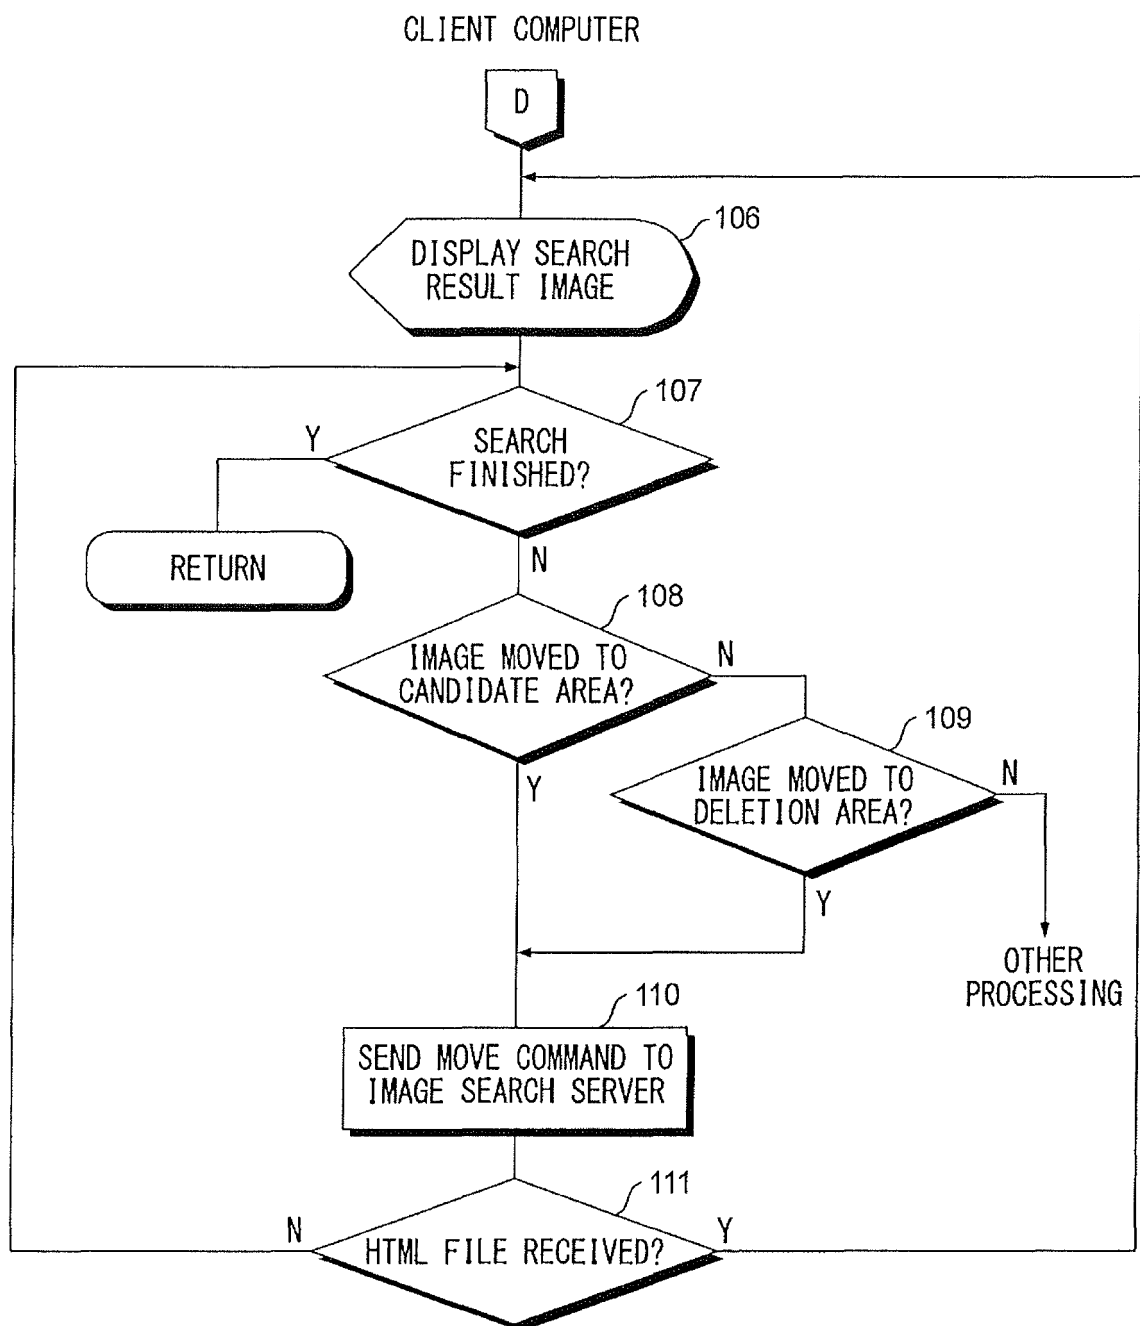 CLIENT COMPUTER
D
106
DISPLAY SEARCH
RESULT IMAGE
107
Y
SEARCH
FINISHED?
RETURN
N
108
IMAGE MOVED TO
CANDIDATE AREA?
N
109
Y
IMAGE MOVED TO
DELETION AREA?
N
Y
OTHER
PROCESSING
110
SEND MOVE COMMAND TO
IMAGE SEARCH SERVER
111
N
HTML FILE RECEIVED?
Y